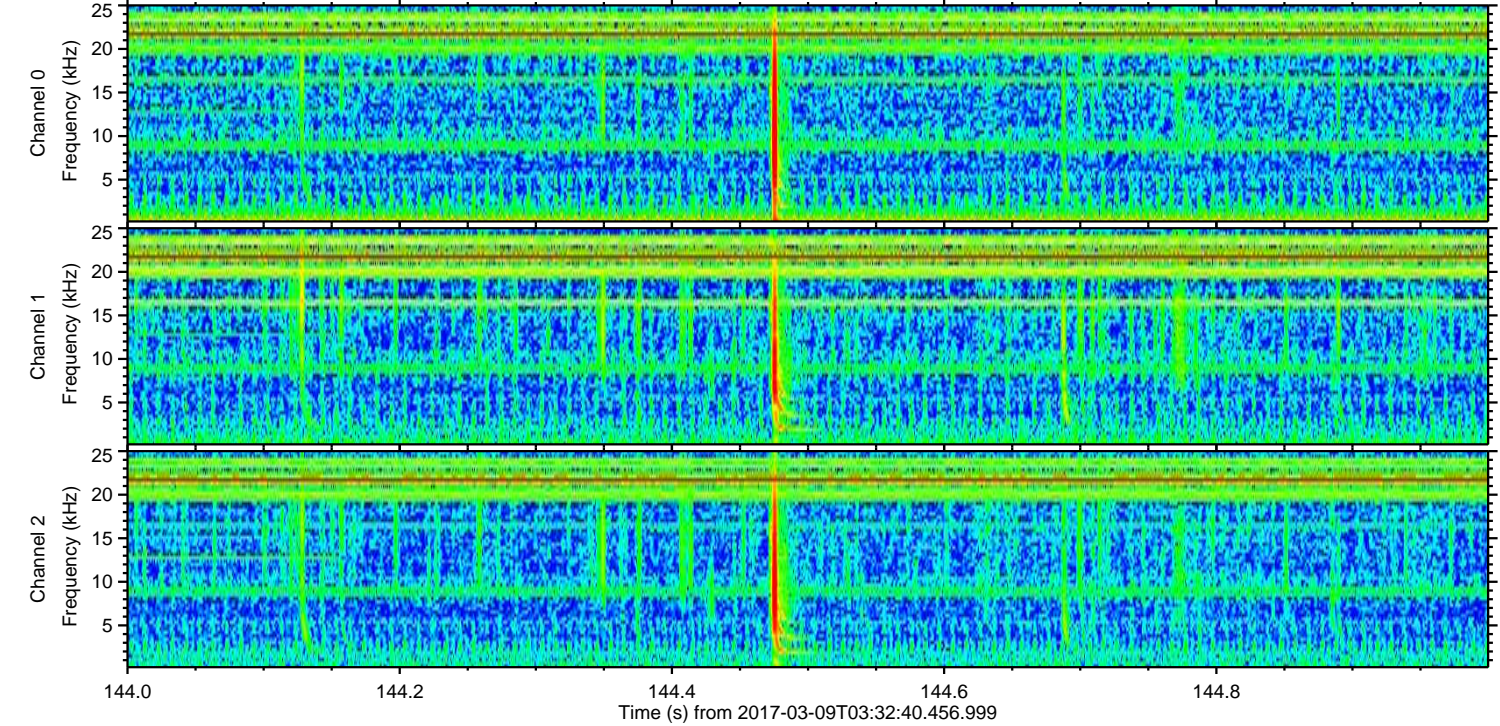 25
20
15
10
5
Channel 0
Frequency (kHz)
25
20
15
10
5
Channel 1
Frequency (kHz)
25
20
15
10
5
Channel 2
Frequency (kHz)
144.0 144.2 144.4 144.6 144.8
Time (s) from 2017-03-09T03:32:40.456.999